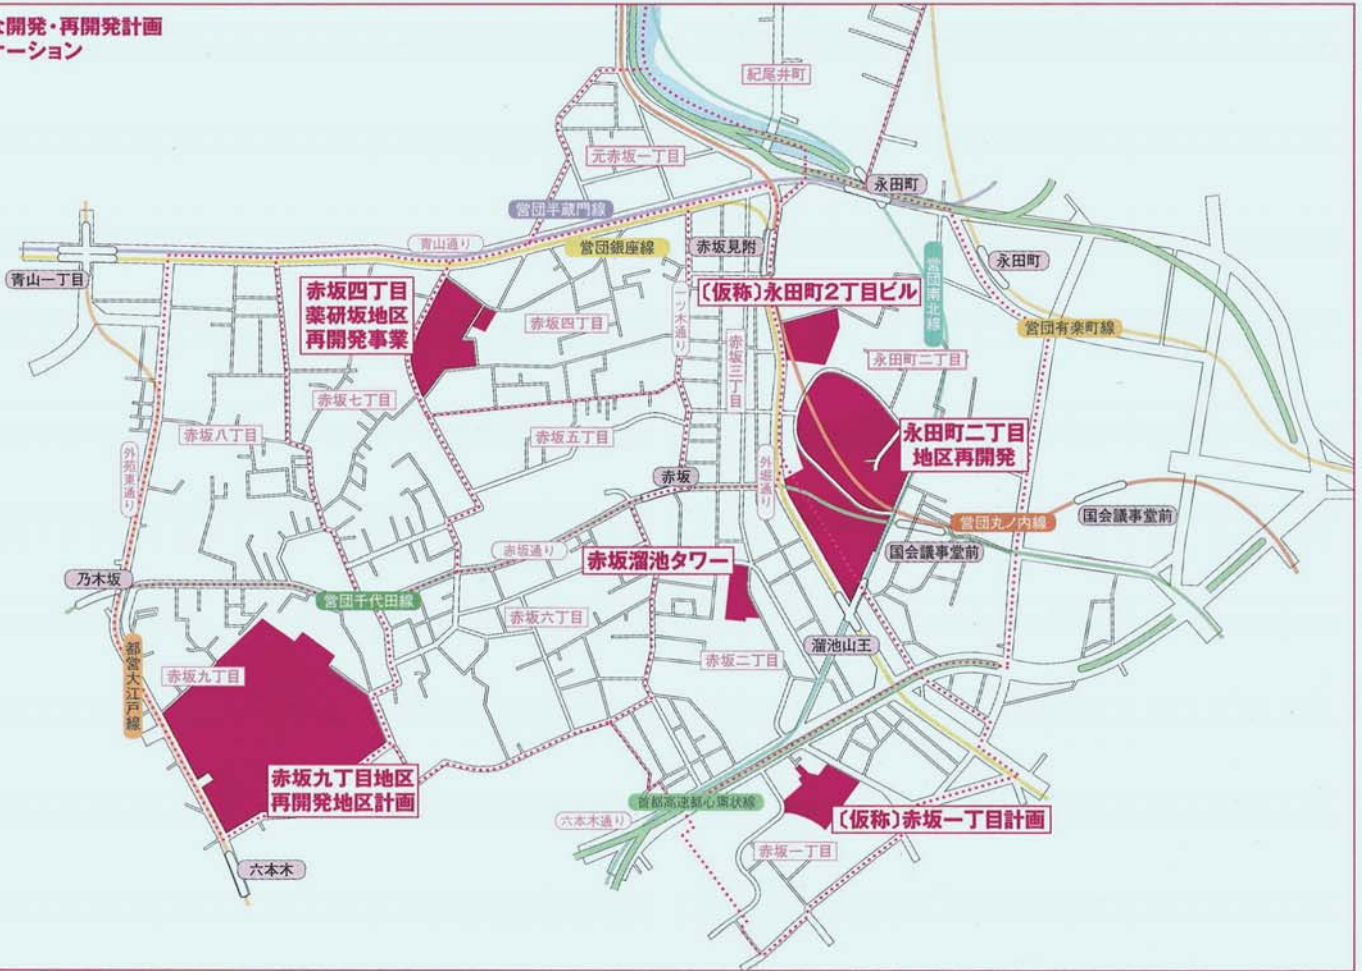 な開発・再開発計画
ケーション
紀尾井町
元赤坂一丁目
永田町
営団半蔵門線
青山通り
営団銀座線
赤坂見附
永田町
青山一丁目
赤坂四丁目
薬研坂地区
再開発事業
赤坂四丁目
一ツ木通り
〔仮称〕永田町2丁目ビル
営団南北線
営団有楽町線
赤坂三丁目
永田町二丁目
赤坂七丁目
赤坂八丁目
赤坂五丁目
永田町二丁目
地区再開発
外苑東通り
赤坂
外堀通り
営団丸ノ内線
国会議事堂前
国会議事堂前
赤坂通り
赤坂溜池タワー
乃木坂
営団千代田線
赤坂六丁目
溜池山王
都営大江戸線
赤坂九丁目
赤坂二丁目
赤坂九丁目地区
再開発地区計画
首都高速都心環状線
六本木通り
〔仮称〕赤坂一丁目計画
赤坂一丁目
六本木